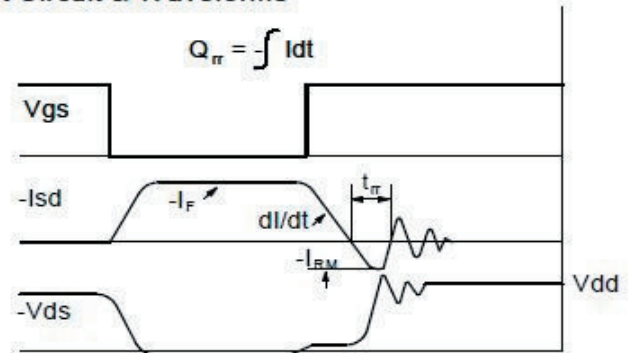 Q_rr = -∫ Idt
Vgs
-Isd
-I_F
dI/dt
t_rr
-I_RM
Vdd
-Vds